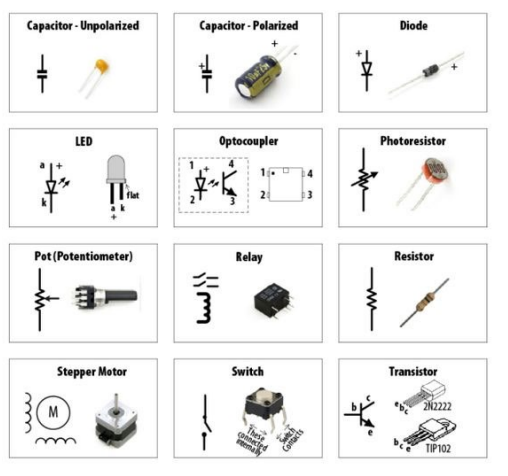 Capacitor - Unpolarized
Capacitor - Polarized
+
+
-
Diode
+
+
LED
a
+
k
flat
a
k
+
Optocoupler
1
+
4
2
3
1
4
2
3
Photoresistor
Pot (Potentiometer)
Relay
Resistor
Stepper Motor
M
Switch
These
connected
internally
Switch
Contacts
Transistor
b
c
e
e
b
c
2N2222
b
c
e
TIP102